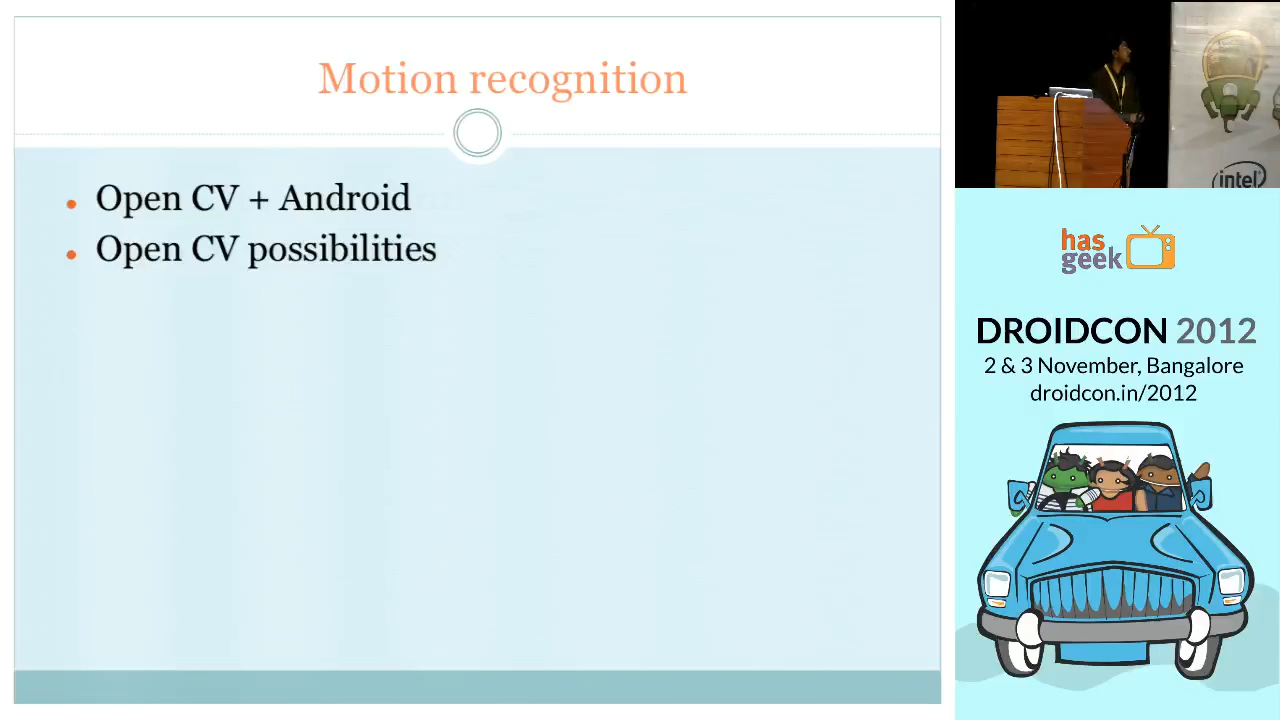 Motion recognition
Open CV + Android
Open CV possibilities
intel
has
geek
DROIDCON 2012
2 & 3 November, Bangalore
droidcon.in/2012